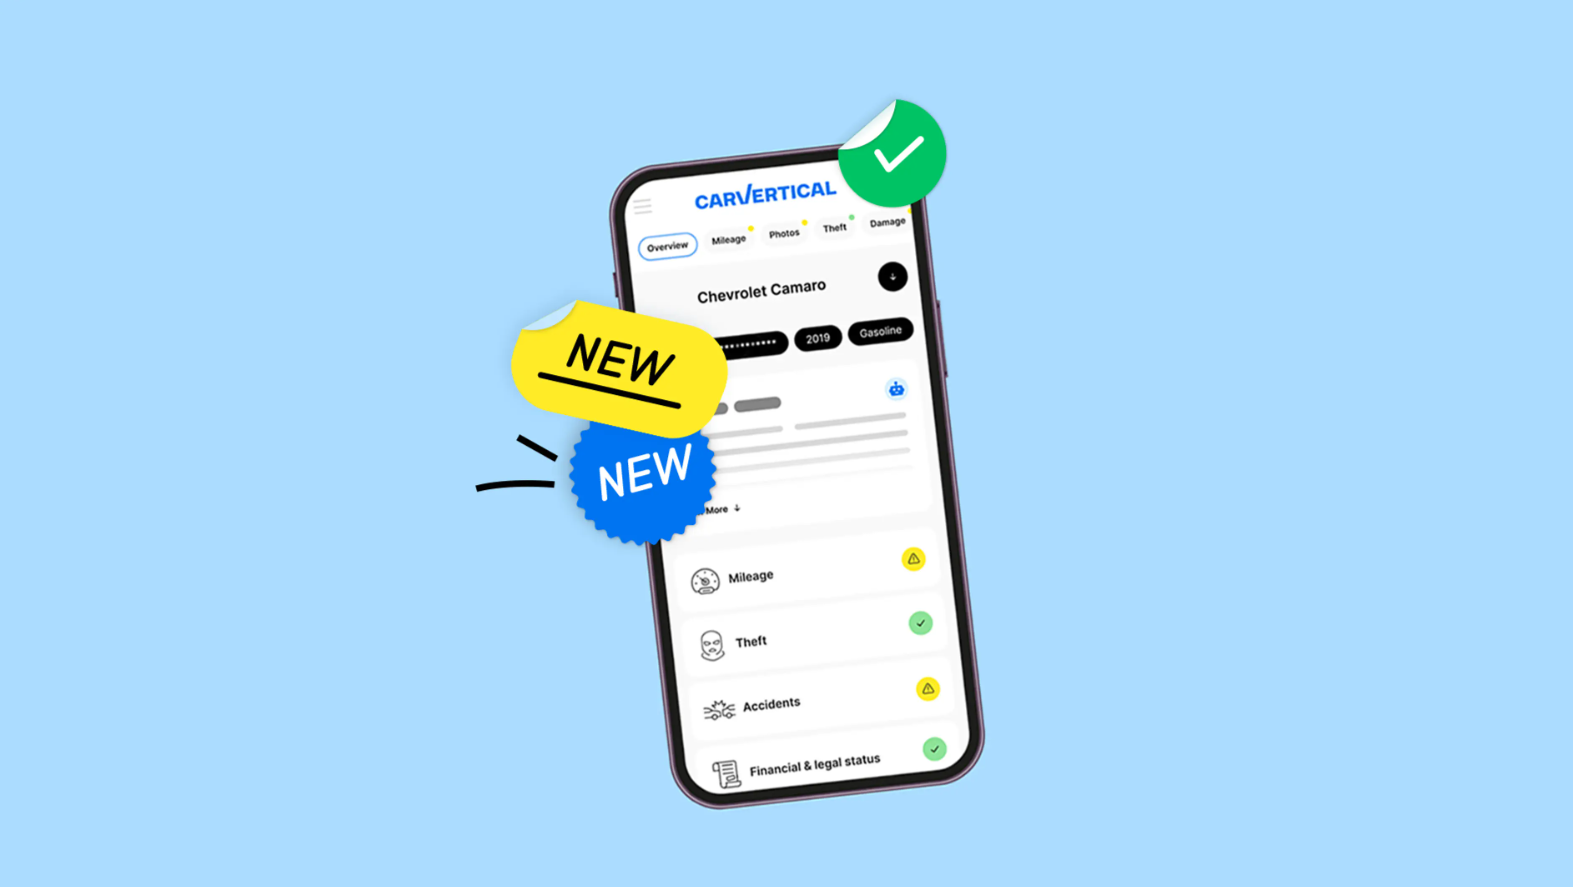 CARVERTICAL
Overview Mileage Photos Theft Damage
Chevrolet Camaro
2019 Gasoline
NEW
NEW
More
Mileage
Theft
Accidents
Financial & legal status